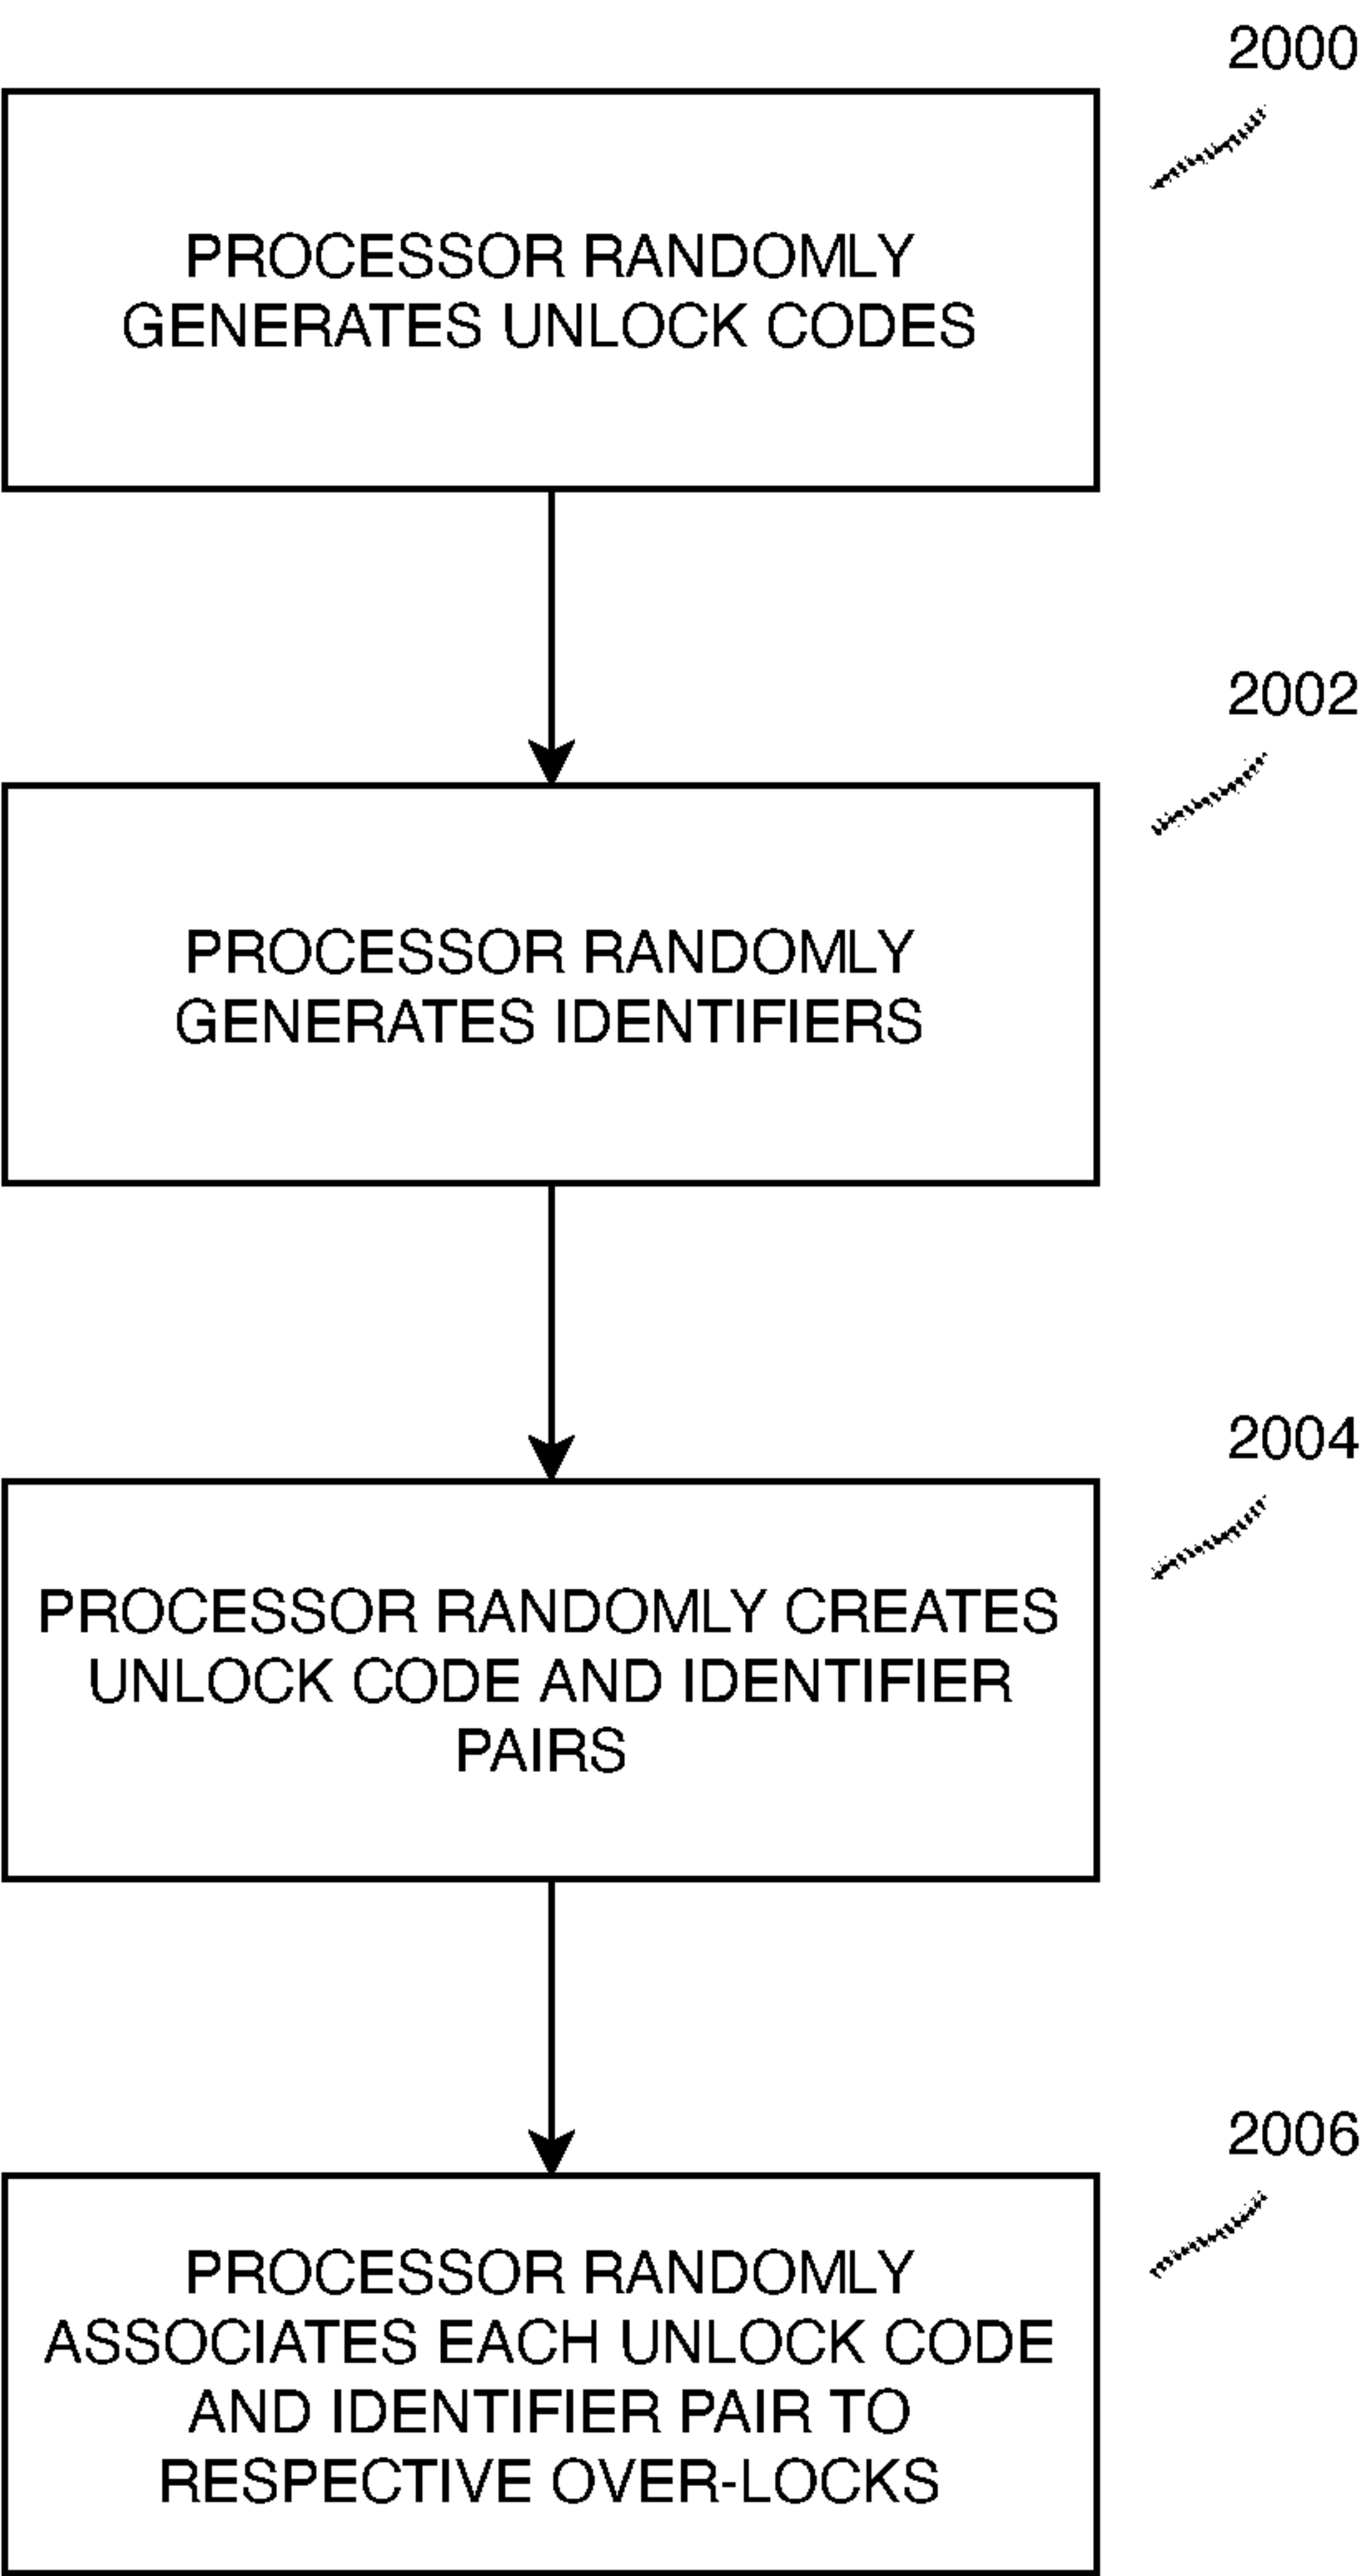 2000
PROCESSOR RANDOMLY
GENERATES UNLOCK CODES
2002
PROCESSOR RANDOMLY
GENERATES IDENTIFIERS
2004
PROCESSOR RANDOMLY CREATES
UNLOCK CODE AND IDENTIFIER
PAIRS
2006
PROCESSOR RANDOMLY
ASSOCIATES EACH UNLOCK CODE
AND IDENTIFIER PAIR TO
RESPECTIVE OVER-LOCKS